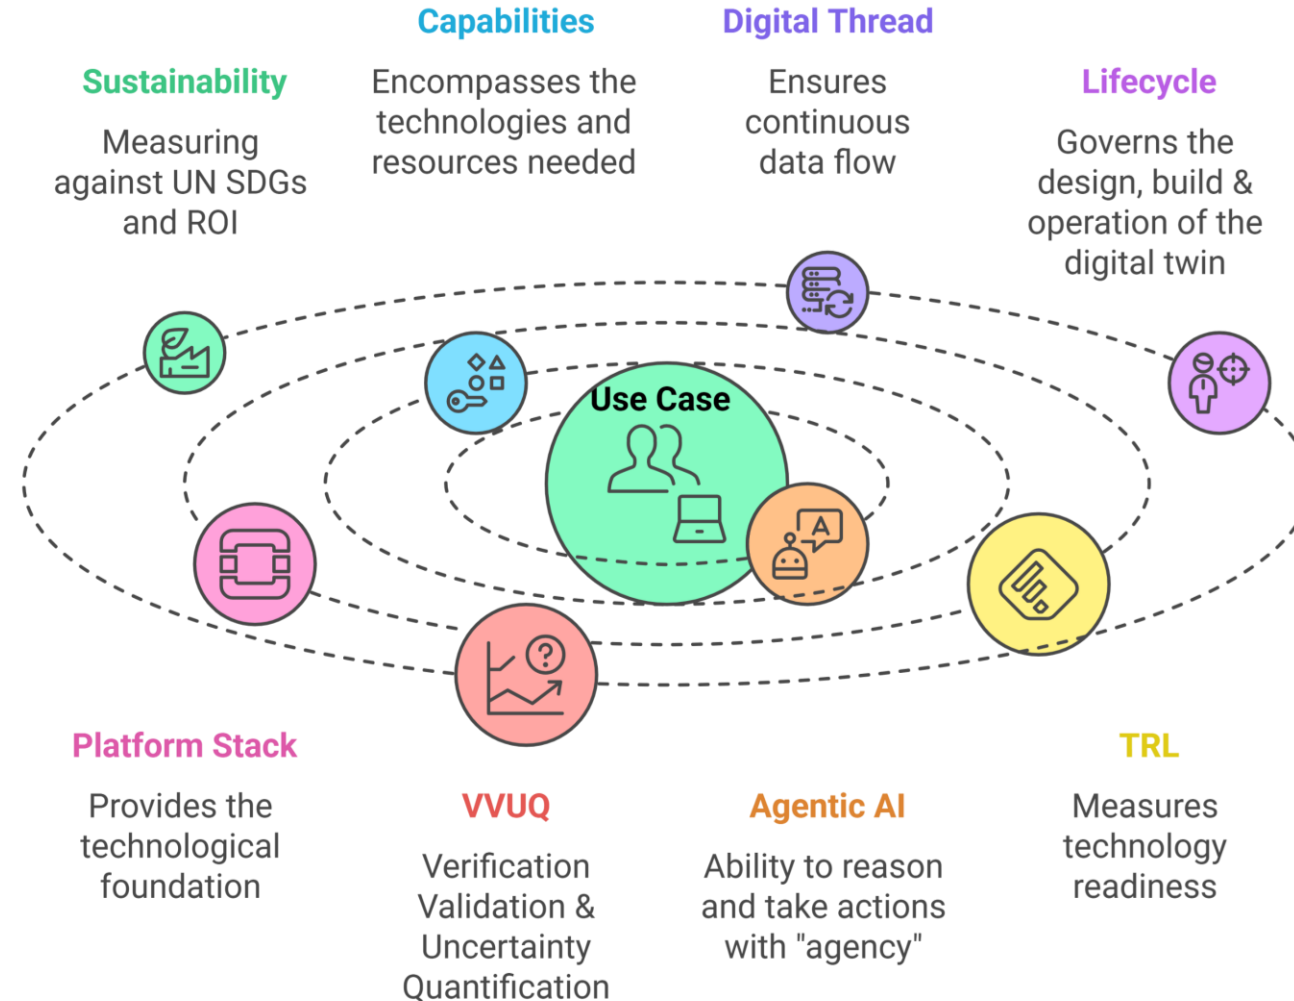 Capabilities
Encompasses the
technologies and
resources needed
Digital Thread
Ensures
continuous
data flow
Sustainability
Measuring
against UN SDGs
and ROI
Lifecycle
Governs the
design, build &
operation of the
digital twin
Use Case
A
?
Platform Stack
Provides the
technological
foundation
VVUQ
Verification
Validation &
Uncertainty
Quantification
Agentic AI
Ability to reason
and take actions
with "agency"
TRL
Measures
technology
readiness